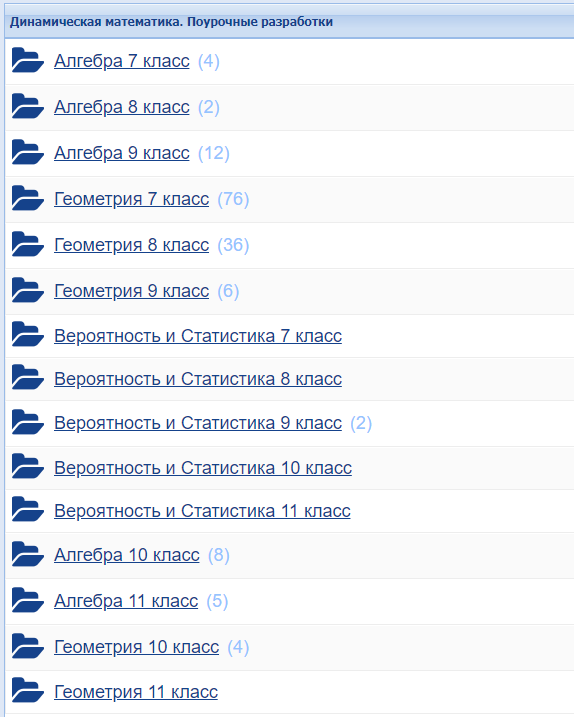 Динамическая математика. Поурочные разработки
Алгебра 7 класс (4)
Алгебра 8 класс (2)
Алгебра 9 класс (12)
Геометрия 7 класс (76)
Геометрия 8 класс (36)
Геометрия 9 класс (6)
Вероятность и Статистика 7 класс
Вероятность и Статистика 8 класс
Вероятность и Статистика 9 класс (2)
Вероятность и Статистика 10 класс
Вероятность и Статистика 11 класс
Алгебра 10 класс (8)
Алгебра 11 класс (5)
Геометрия 10 класс (4)
Геометрия 11 класс